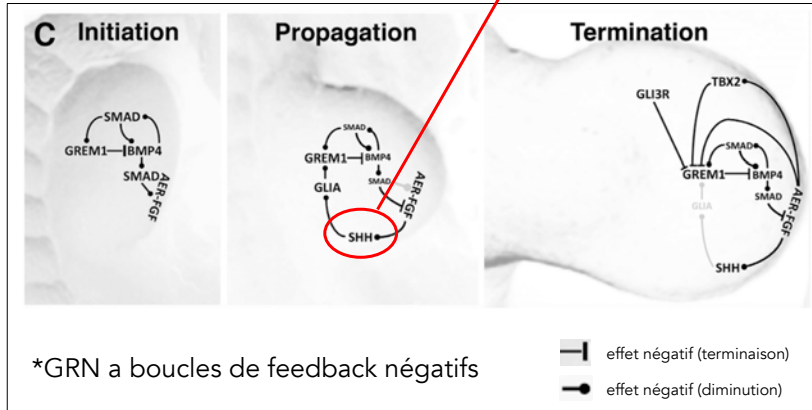 C Initiation
SMAD
GREM1 BMP4
SMAD
AER-FGF
Propagation
SMAD
GREM1 BMP4
SMAD
GLIA
AER-FGF
SHH
Termination
TBX2
GLI3R
SMAD
GREM1 BMP4
SMAD
GLIA
AER-FGF
SHH
*GRN a boucles de feedback négatifs
effet négatif (terminaison)
effet négatif (diminution)